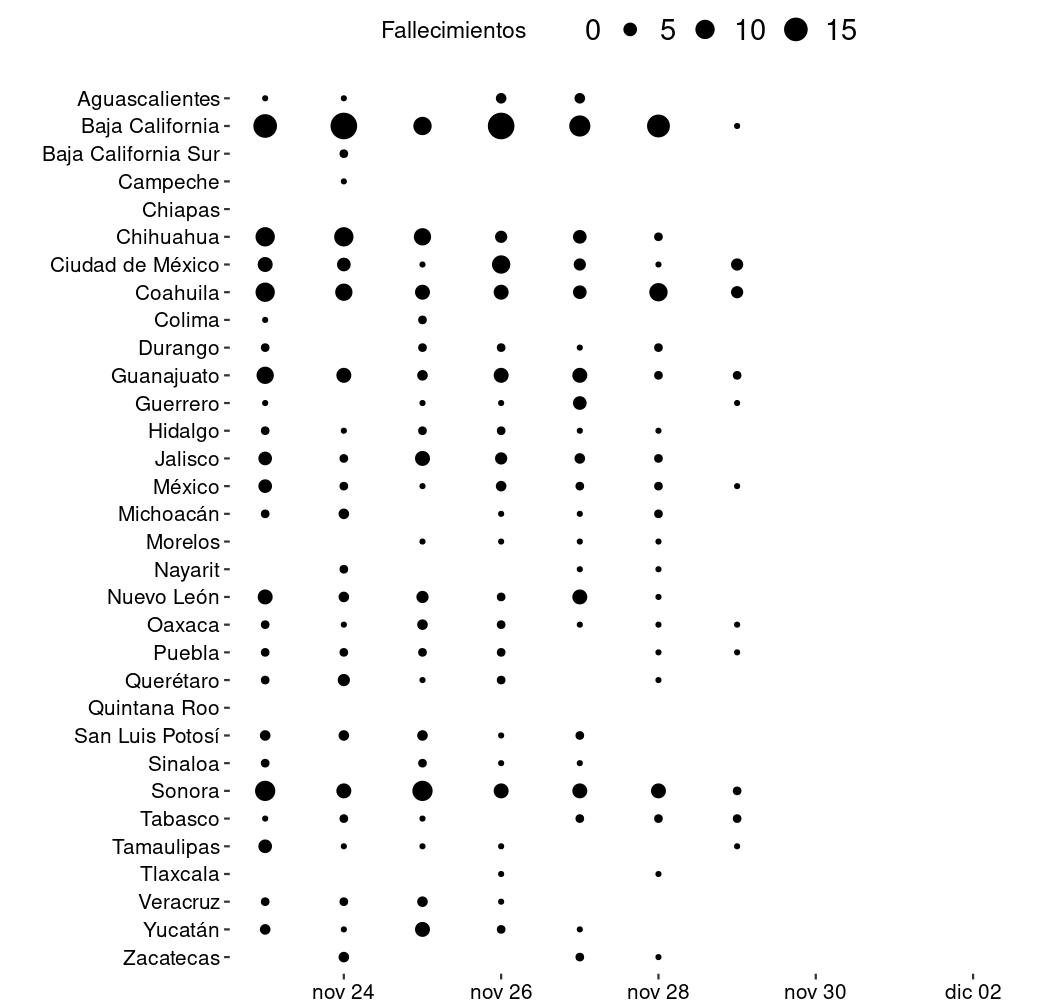 Fallecimientos 0 5 10 15
Aguascalientes
Baja California
Baja California Sur
Campeche
Chiapas
Chihuahua
Ciudad de México
Coahuila
Colima
Durango
Guanajuato
Guerrero
Hidalgo
Jalisco
México
Michoacán
Morelos
Nayarit
Nuevo León
Oaxaca
Puebla
Querétaro
Quintana Roo
San Luis Potosí
Sinaloa
Sonora
Tabasco
Tamaulipas
Tlaxcala
Veracruz
Yucatán
Zacatecas
nov 24 nov 26 nov 28 nov 30 dic 02